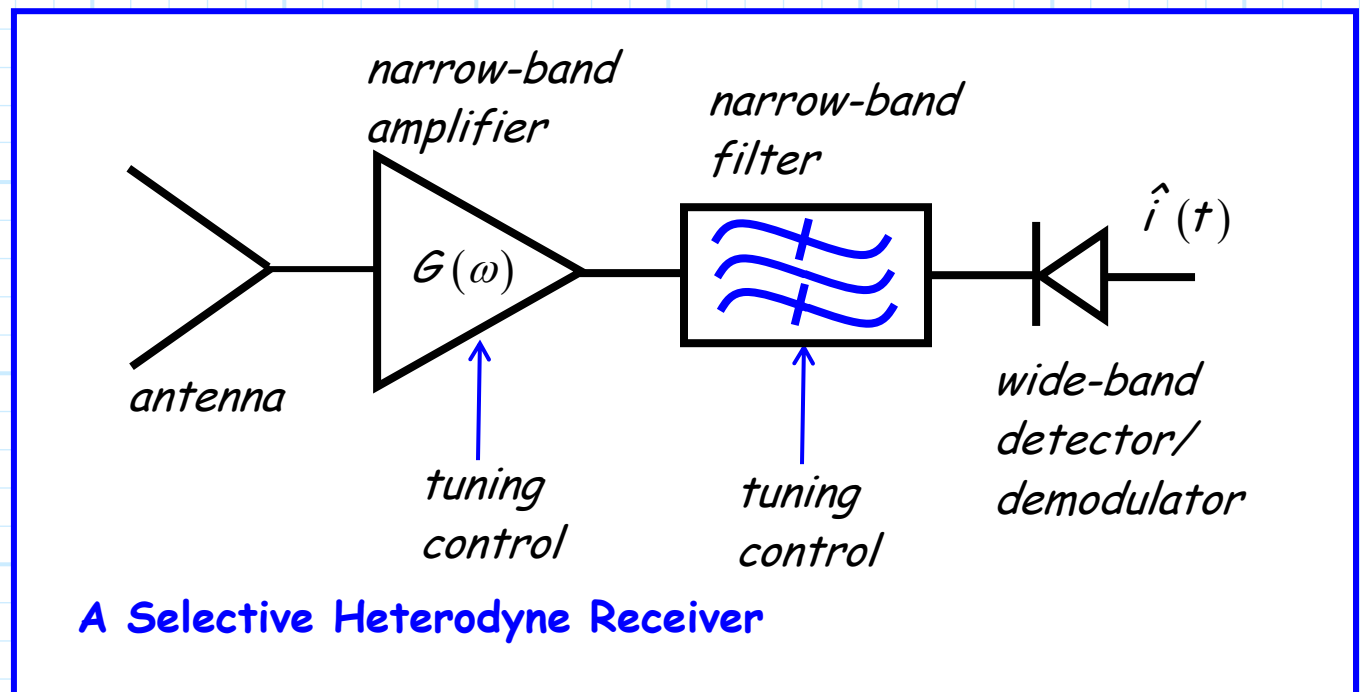 narrow-band
amplifier
narrow-band
filter
î (t)
G(ω)
antenna
wide-band
detector/
demodulator
tuning
control
tuning
control
A Selective Heterodyne Receiver